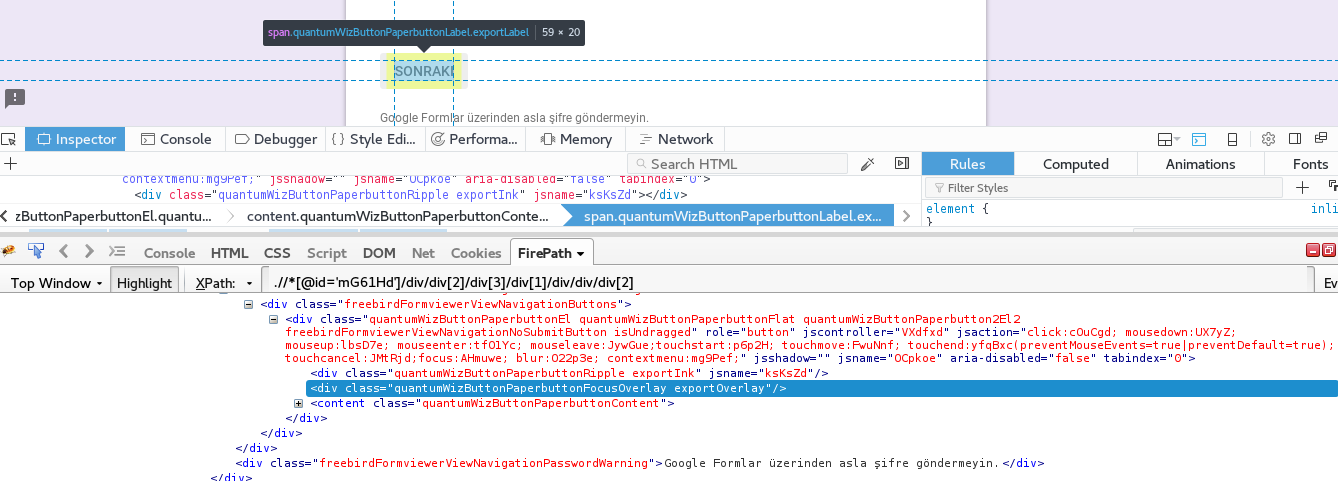 span.quantumWizButtonPaperbuttonLabel.exportLabel | 59 × 20
SONRAKI
Google Formlar üzerinden asla şifre göndermeyin.
Inspector Console Debugger { } Style Edi... Performa... Memory Network
+ Search HTML Rules Computed Animations Fonts
contextmenu:mg9Pef;" jsshadow="" jsname="OCpkoe" aria-disabled="false" tabindex="0">
<div class="quantumWizButtonPaperbuttonRipple exportInk" jsname="ksKsZd"></div>
Filter Styles +
zButtonPaperbuttonEl.quantu... content.quantumWizButtonPaperbuttonConte... span.quantumWizButtonPaperbuttonLabel.ex...
element { inli
}
Console HTML CSS Script DOM Net Cookies FirePath
Top Window Highlight XPath: .//*[@id='mG61Hd']/div/div[2]/div[3]/div[1]/div/div/div[2] Ev
<div class="freebirdFormviewerViewNavigationButtons">
<div class="quantumWizButtonPaperbuttonEl quantumWizButtonPaperbuttonFlat quantumWizButtonPaperbutton2El2
freebirdFormviewerViewNavigationNoSubmitButton isUndragged" role="button" jscontroller="VXdfxd" jsaction="click:cOuCgd; mousedown:UX7yZ;
mouseup:lbsD7e; mouseenter:tfO1Yc; mouseleave:JywGue;touchstart:p6p2H; touchmove:FwuNnf; touchend:yfqBxc(preventMouseEvents=true|preventDefault=true);
touchcancel:JMtRjd;focus:AHmuwe; blur:O22p3e; contextmenu:mg9Pef;" jsshadow="" jsname="OCpkoe" aria-disabled="false" tabindex="0">
<div class="quantumWizButtonPaperbuttonRipple exportInk" jsname="ksKsZd"/>
<div class="quantumWizButtonPaperbuttonFocusOverlay exportOverlay"/>
<content class="quantumWizButtonPaperbuttonContent">
</div>
</div>
</div>
<div class="freebirdFormviewerViewNavigationPasswordWarning">Google Formlar üzerinden asla şifre göndermeyin.</div>
</div>